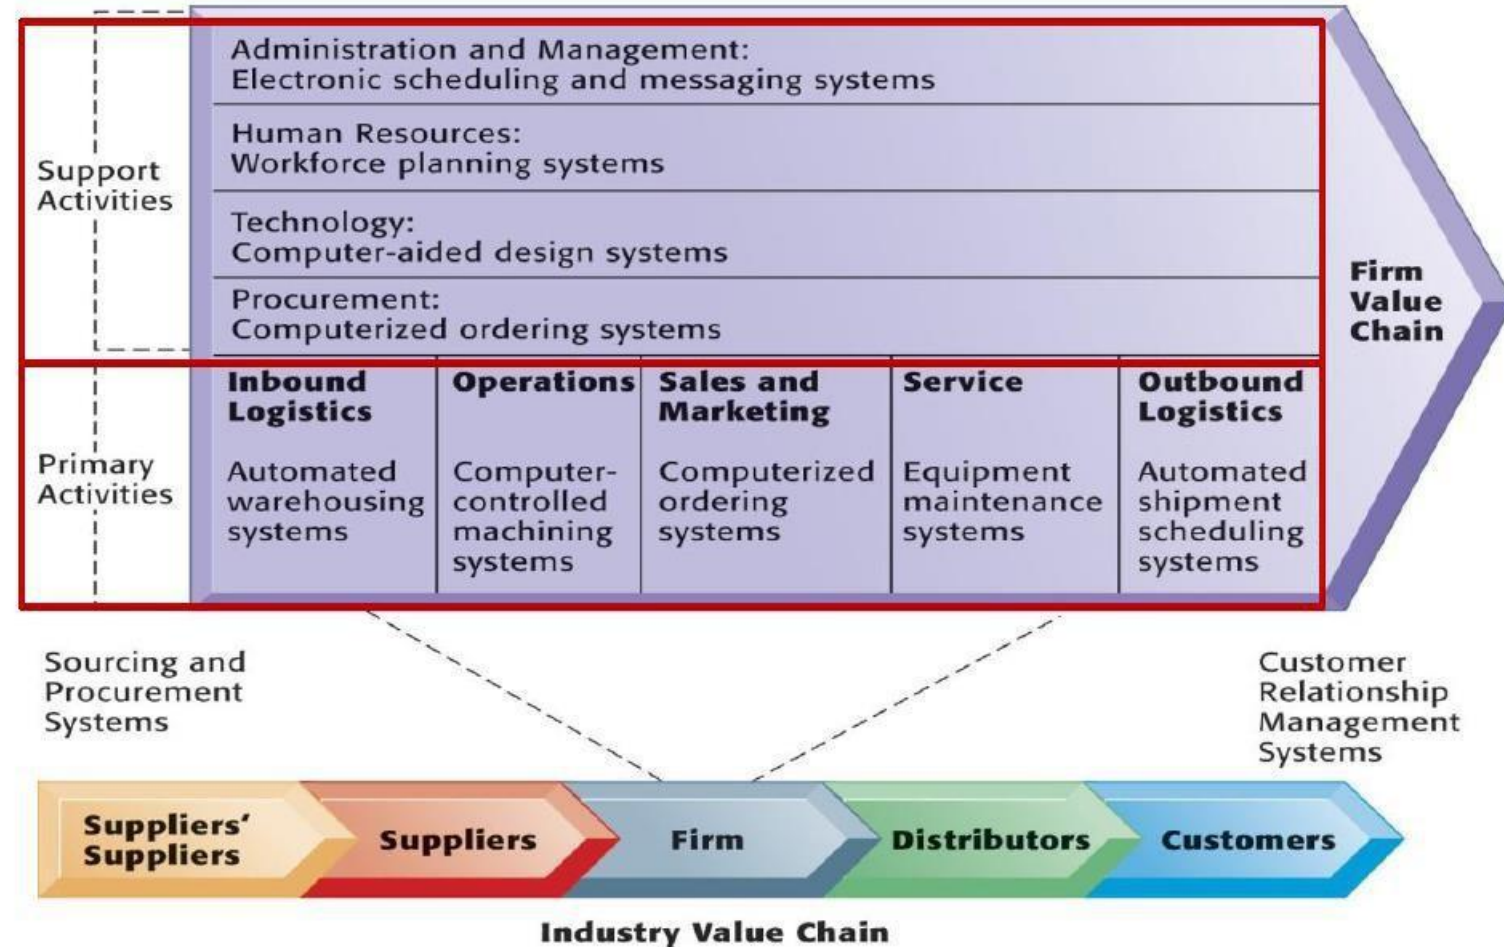 Administration and Management:
Electronic scheduling and messaging systems
Human Resources:
Workforce planning systems
Support
Activities
Technology:
Computer-aided design systems
Procurement:
Computerized ordering systems
Firm
Value
Chain
Primary
Activities
Inbound
Logistics
Automated
warehousing
systems
Operations
Computer-
controlled
machining
systems
Sales and
Marketing
Computerized
ordering
systems
Service
Equipment
maintenance
systems
Outbound
Logistics
Automated
shipment
scheduling
systems
Sourcing and
Procurement
Systems
Customer
Relationship
Management
Systems
Suppliers‘
Suppliers
Suppliers
Firm
Distributors
Customers
Industry Value Chain